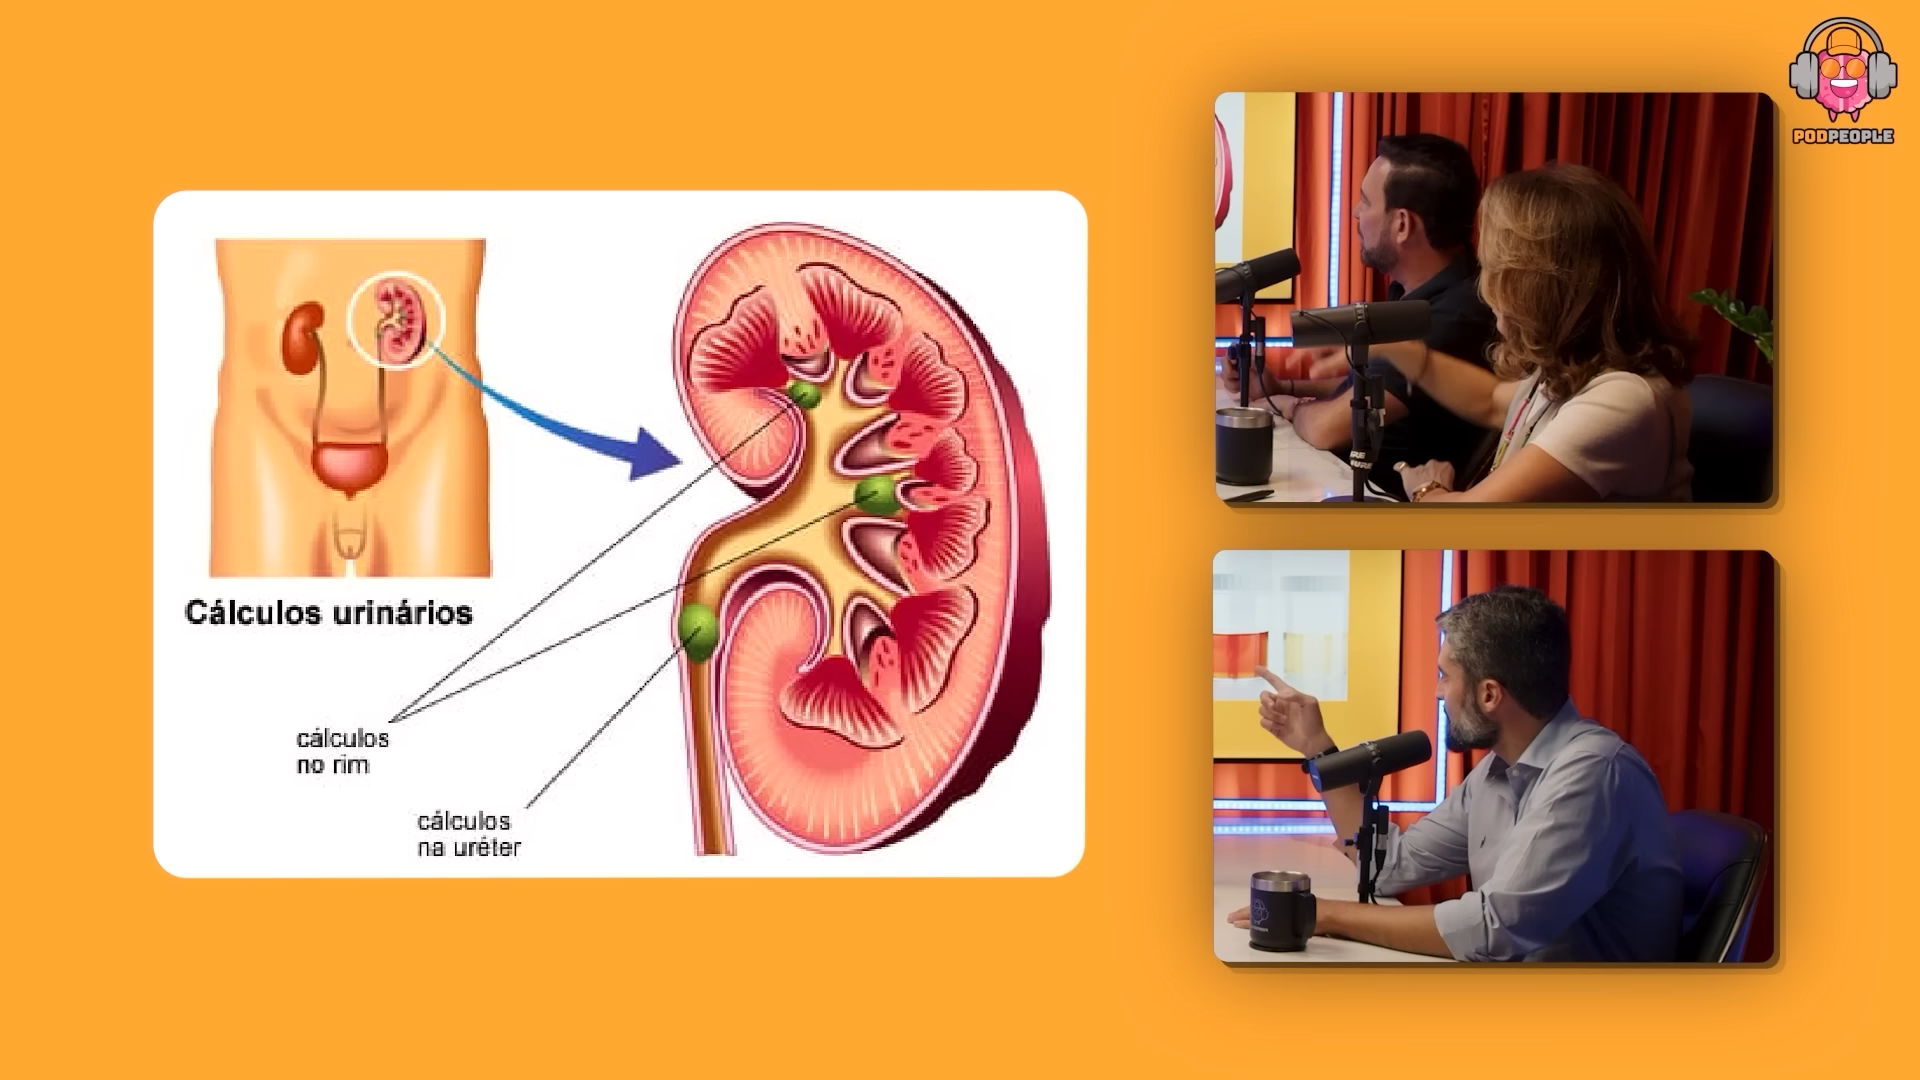 PODPEOPLE
Cálculos urinários
cálculos
no rim
cálculos
na uréter